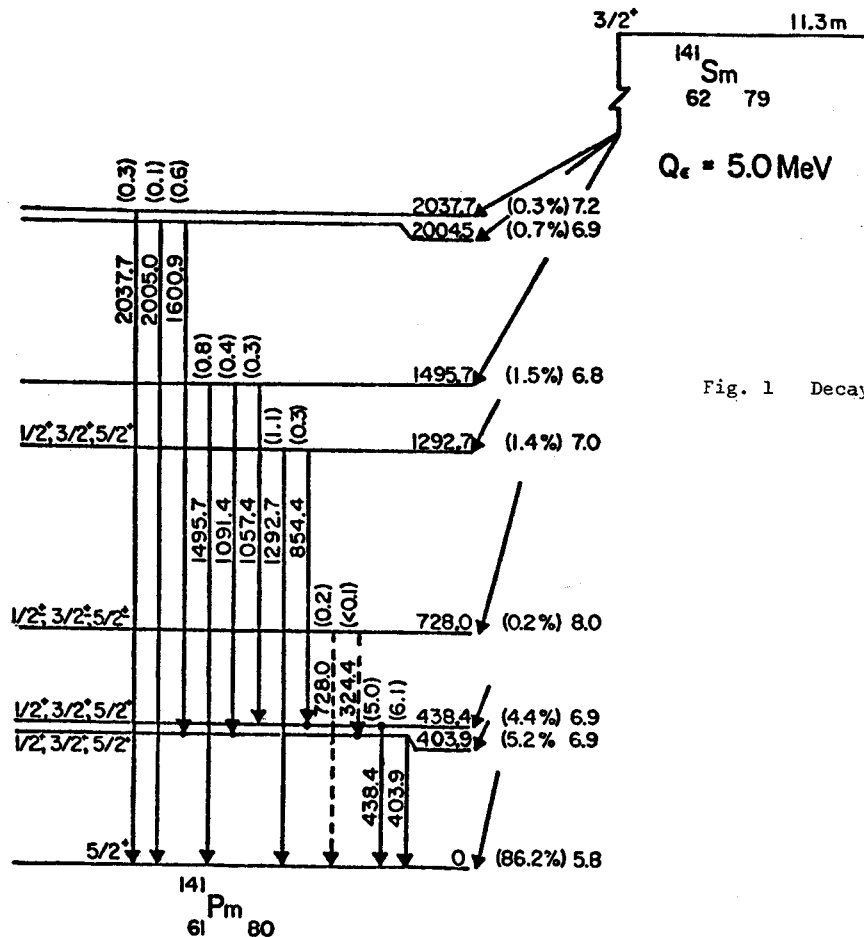 3/2⁺ 11.3m
¹⁴¹Sm
62 79
Qε = 5.0 MeV
(0.3) (0.1) (0.6)
2037.7 (0.3%) 7.2
2004.5 (0.7%) 6.9
2037.7 2005.0 1600.9
(0.8) (0.4) (0.3)
1495.7 (1.5%) 6.8
Fig. 1 Decay
(1.1) (0.3)
1/2⁺, 3/2⁺, 5/2⁺ 1292.7 (1.4%) 7.0
1495.7 1091.4 1057.4 1292.7 854.4
(0.2) (<0.1)
1/2⁺, 3/2⁺, 5/2⁺ 728.0 (0.2%) 8.0
728.0 324.4 (5.0) (6.1)
1/2⁺, 3/2⁺, 5/2⁺ 438.4 (4.4%) 6.9
1/2⁺, 3/2⁺, 5/2⁺ 403.9 (5.2% 6.9
438.4 403.9
5/2⁺ 0 (86.2%) 5.8
¹⁴¹Pm
61 80